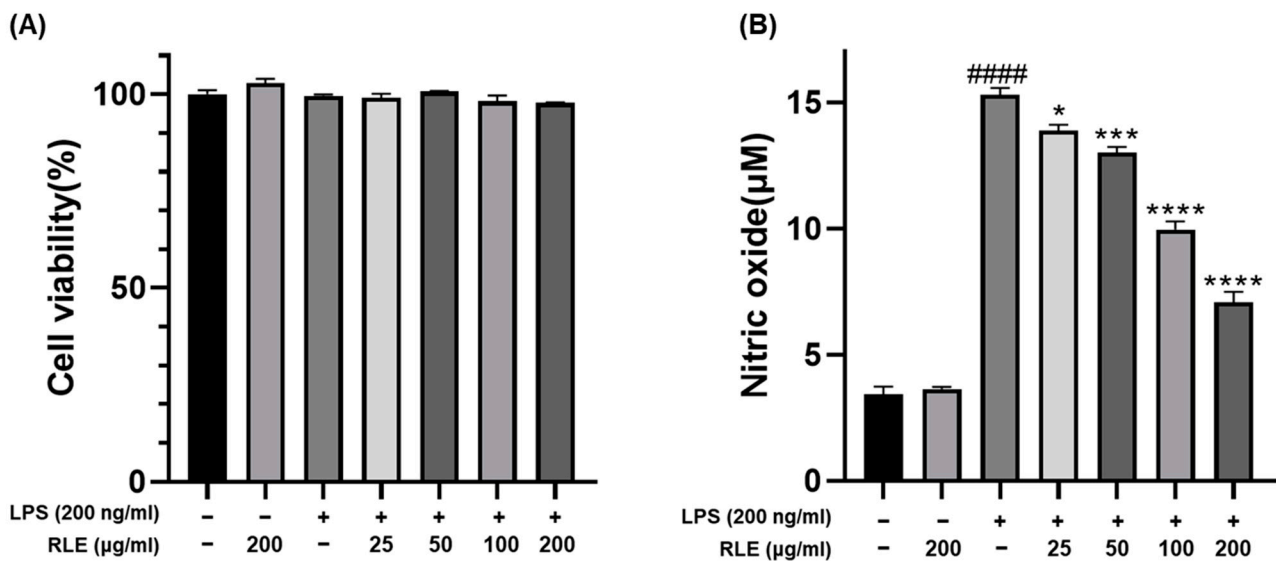 (A)
Cell viability(%)
100
50
0
LPS (200 ng/ml) − − + + + + +
RLE (µg/ml) − 200 − 25 50 100 200
(B)
Nitric oxide(µM)
15
10
5
0
####
*
***
****
****
LPS (200 ng/ml) − − + + + + +
RLE (µg/ml) − 200 − 25 50 100 200